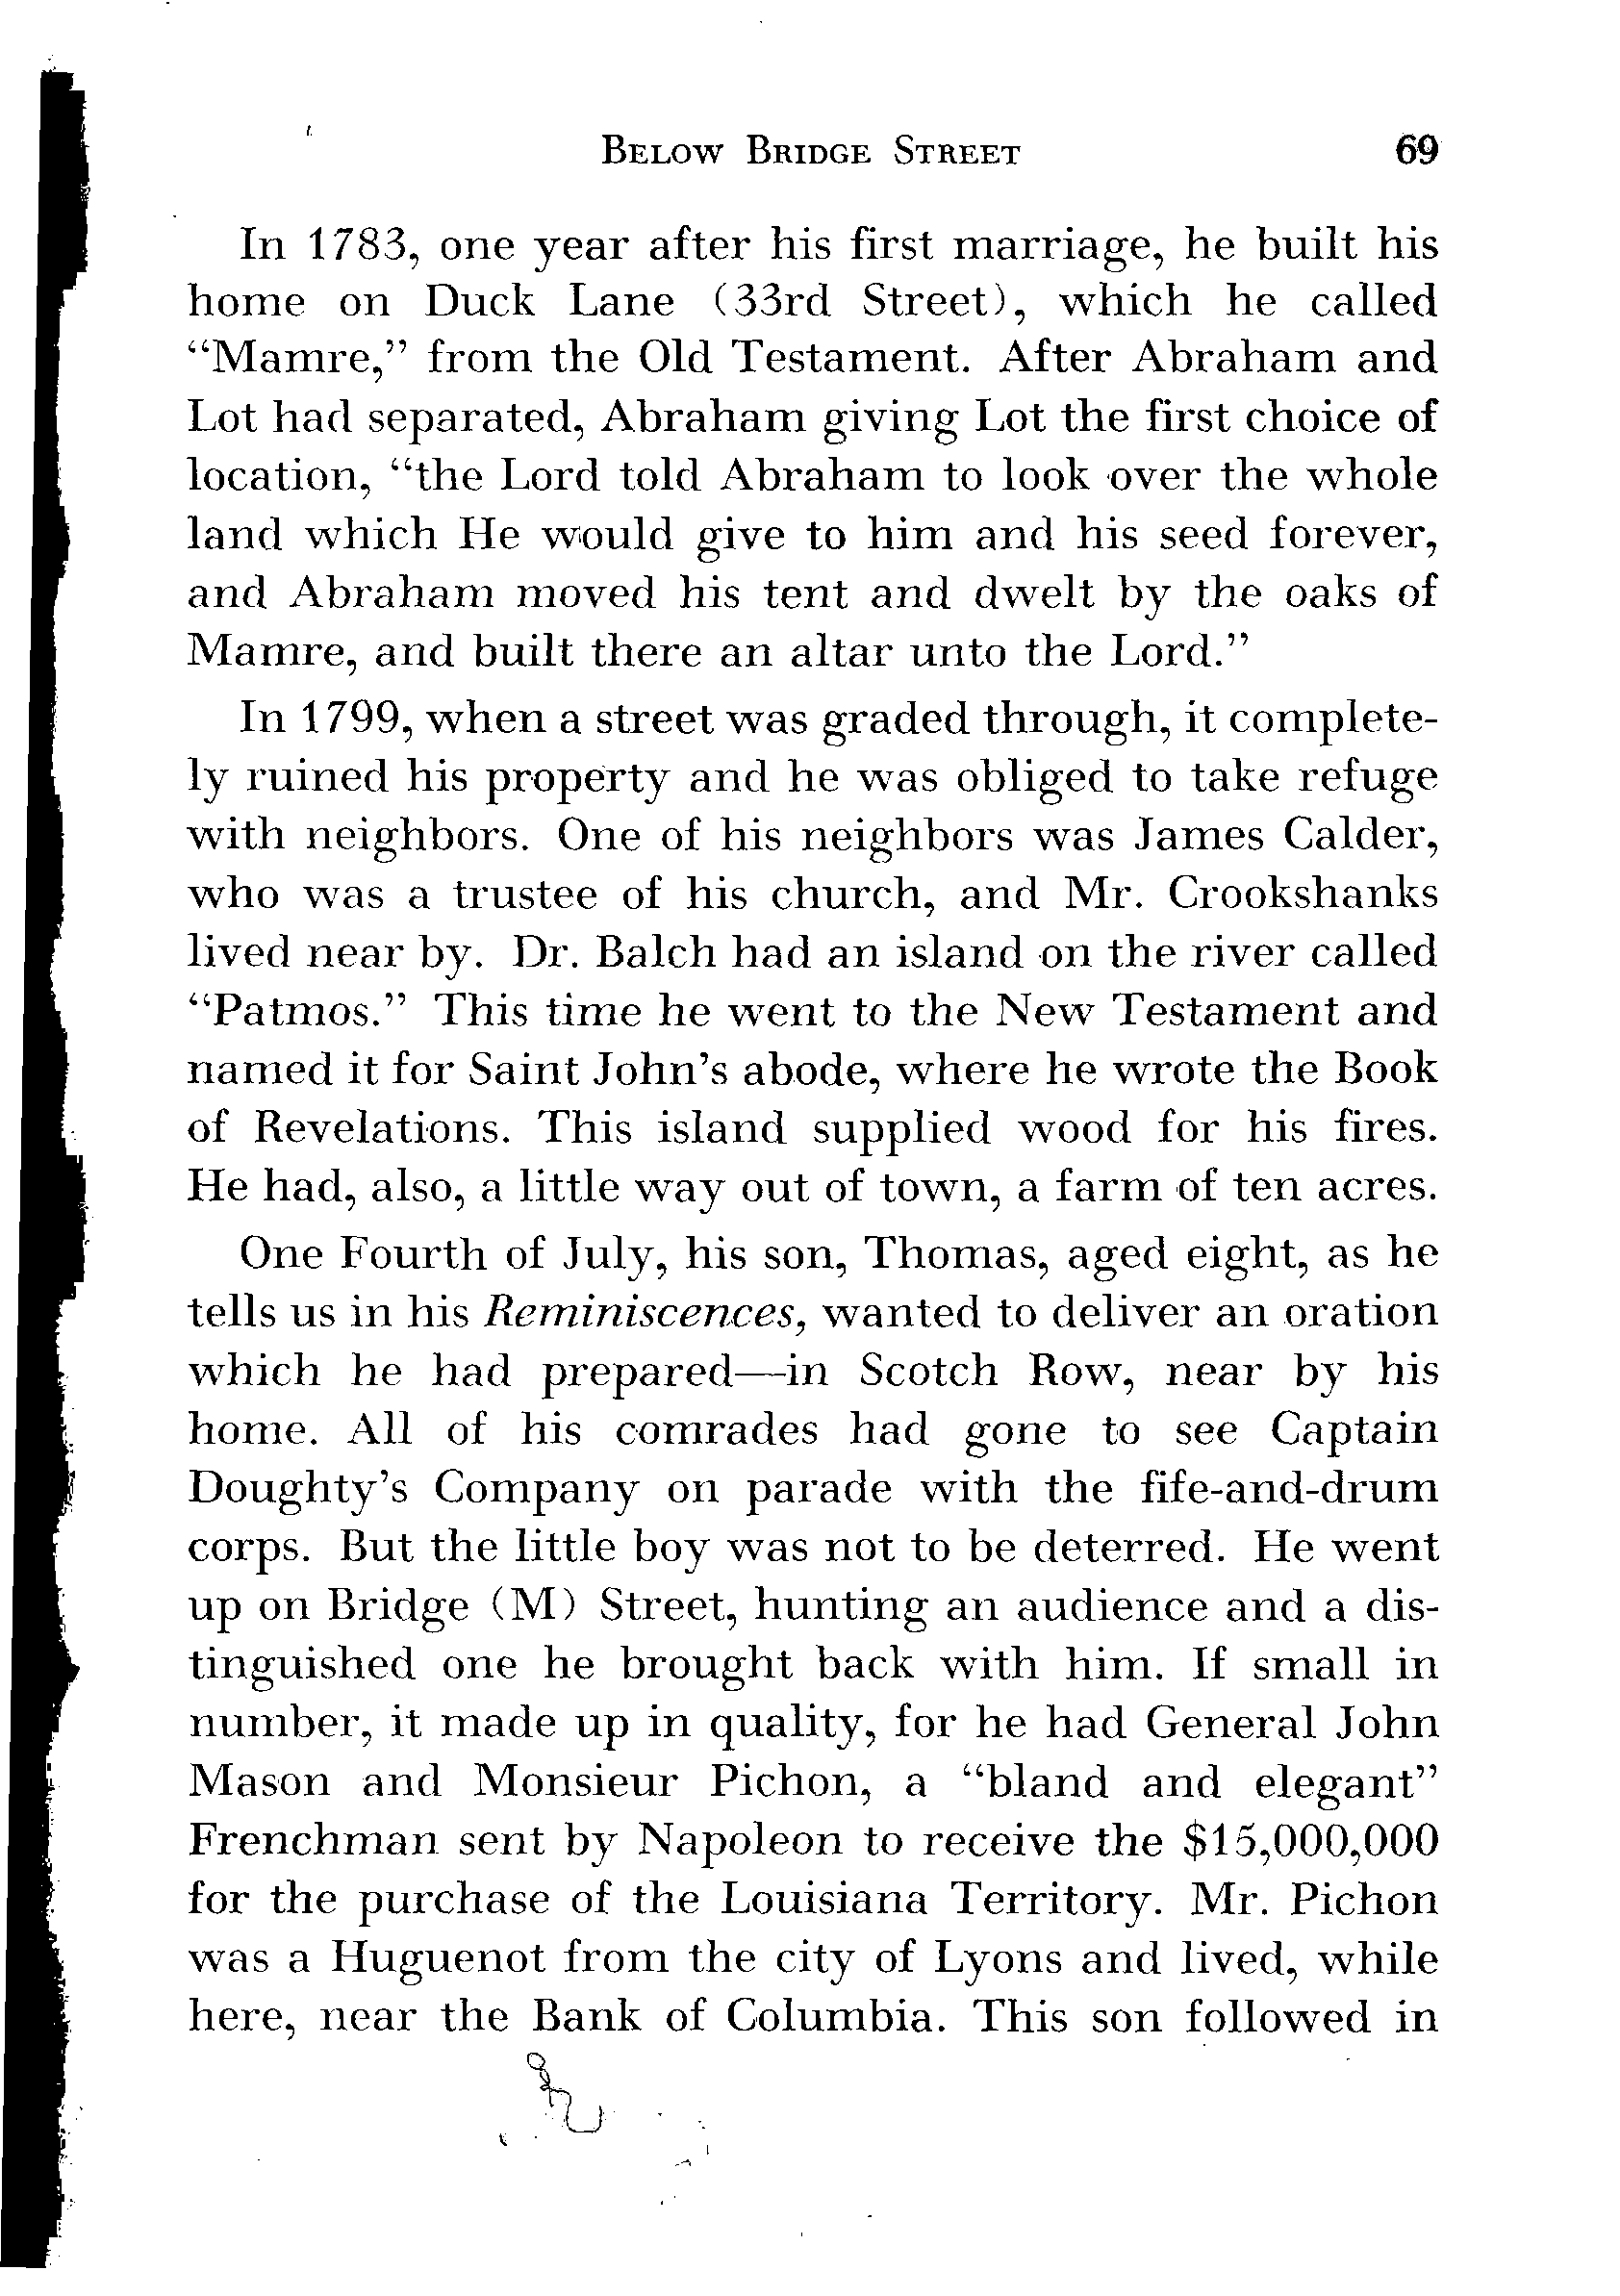 BELOW BRIDGE STREET 69
In 1783, one year after his first marriage, he built his
home on Duck Lane (33rd Street), which he called
“Mamre,” from the Old Testament. After Abraham and
Lot had separated, Abraham giving Lot the first choice of
location, “the Lord told Abraham to look over the whole
land which He would give to him and his seed forever,
and Abraham moved his tent and dwelt by the oaks of
Mamre, and built there an altar unto the Lord.”
In 1799, when a street was graded through, it complete-
ly ruined his property and he was obliged to take refuge
with neighbors. One of his neighbors was James Calder,
who was a trustee of his church, and Mr. Crookshanks
lived near by. Dr. Balch had an island on the river called
“Patmos.” This time he went to the New Testament and
named it for Saint John’s abode, where he wrote the Book
of Revelations. This island supplied wood for his fires.
He had, also, a little way out of town, a farm of ten acres.
One Fourth of July, his son, Thomas, aged eight, as he
tells us in his Reminiscences, wanted to deliver an oration
which he had prepared—in Scotch Row, near by his
home. All of his comrades had gone to see Captain
Doughty’s Company on parade with the fife-and-drum
corps. But the little boy was not to be deterred. He went
up on Bridge (M) Street, hunting an audience and a dis-
tinguished one he brought back with him. If small in
number, it made up in quality, for he had General John
Mason and Monsieur Pichon, a “bland and elegant”
Frenchman sent by Napoleon to receive the $15,000,000
for the purchase of the Louisiana Territory. Mr. Pichon
was a Huguenot from the city of Lyons and lived, while
here, near the Bank of Columbia. This son followed in